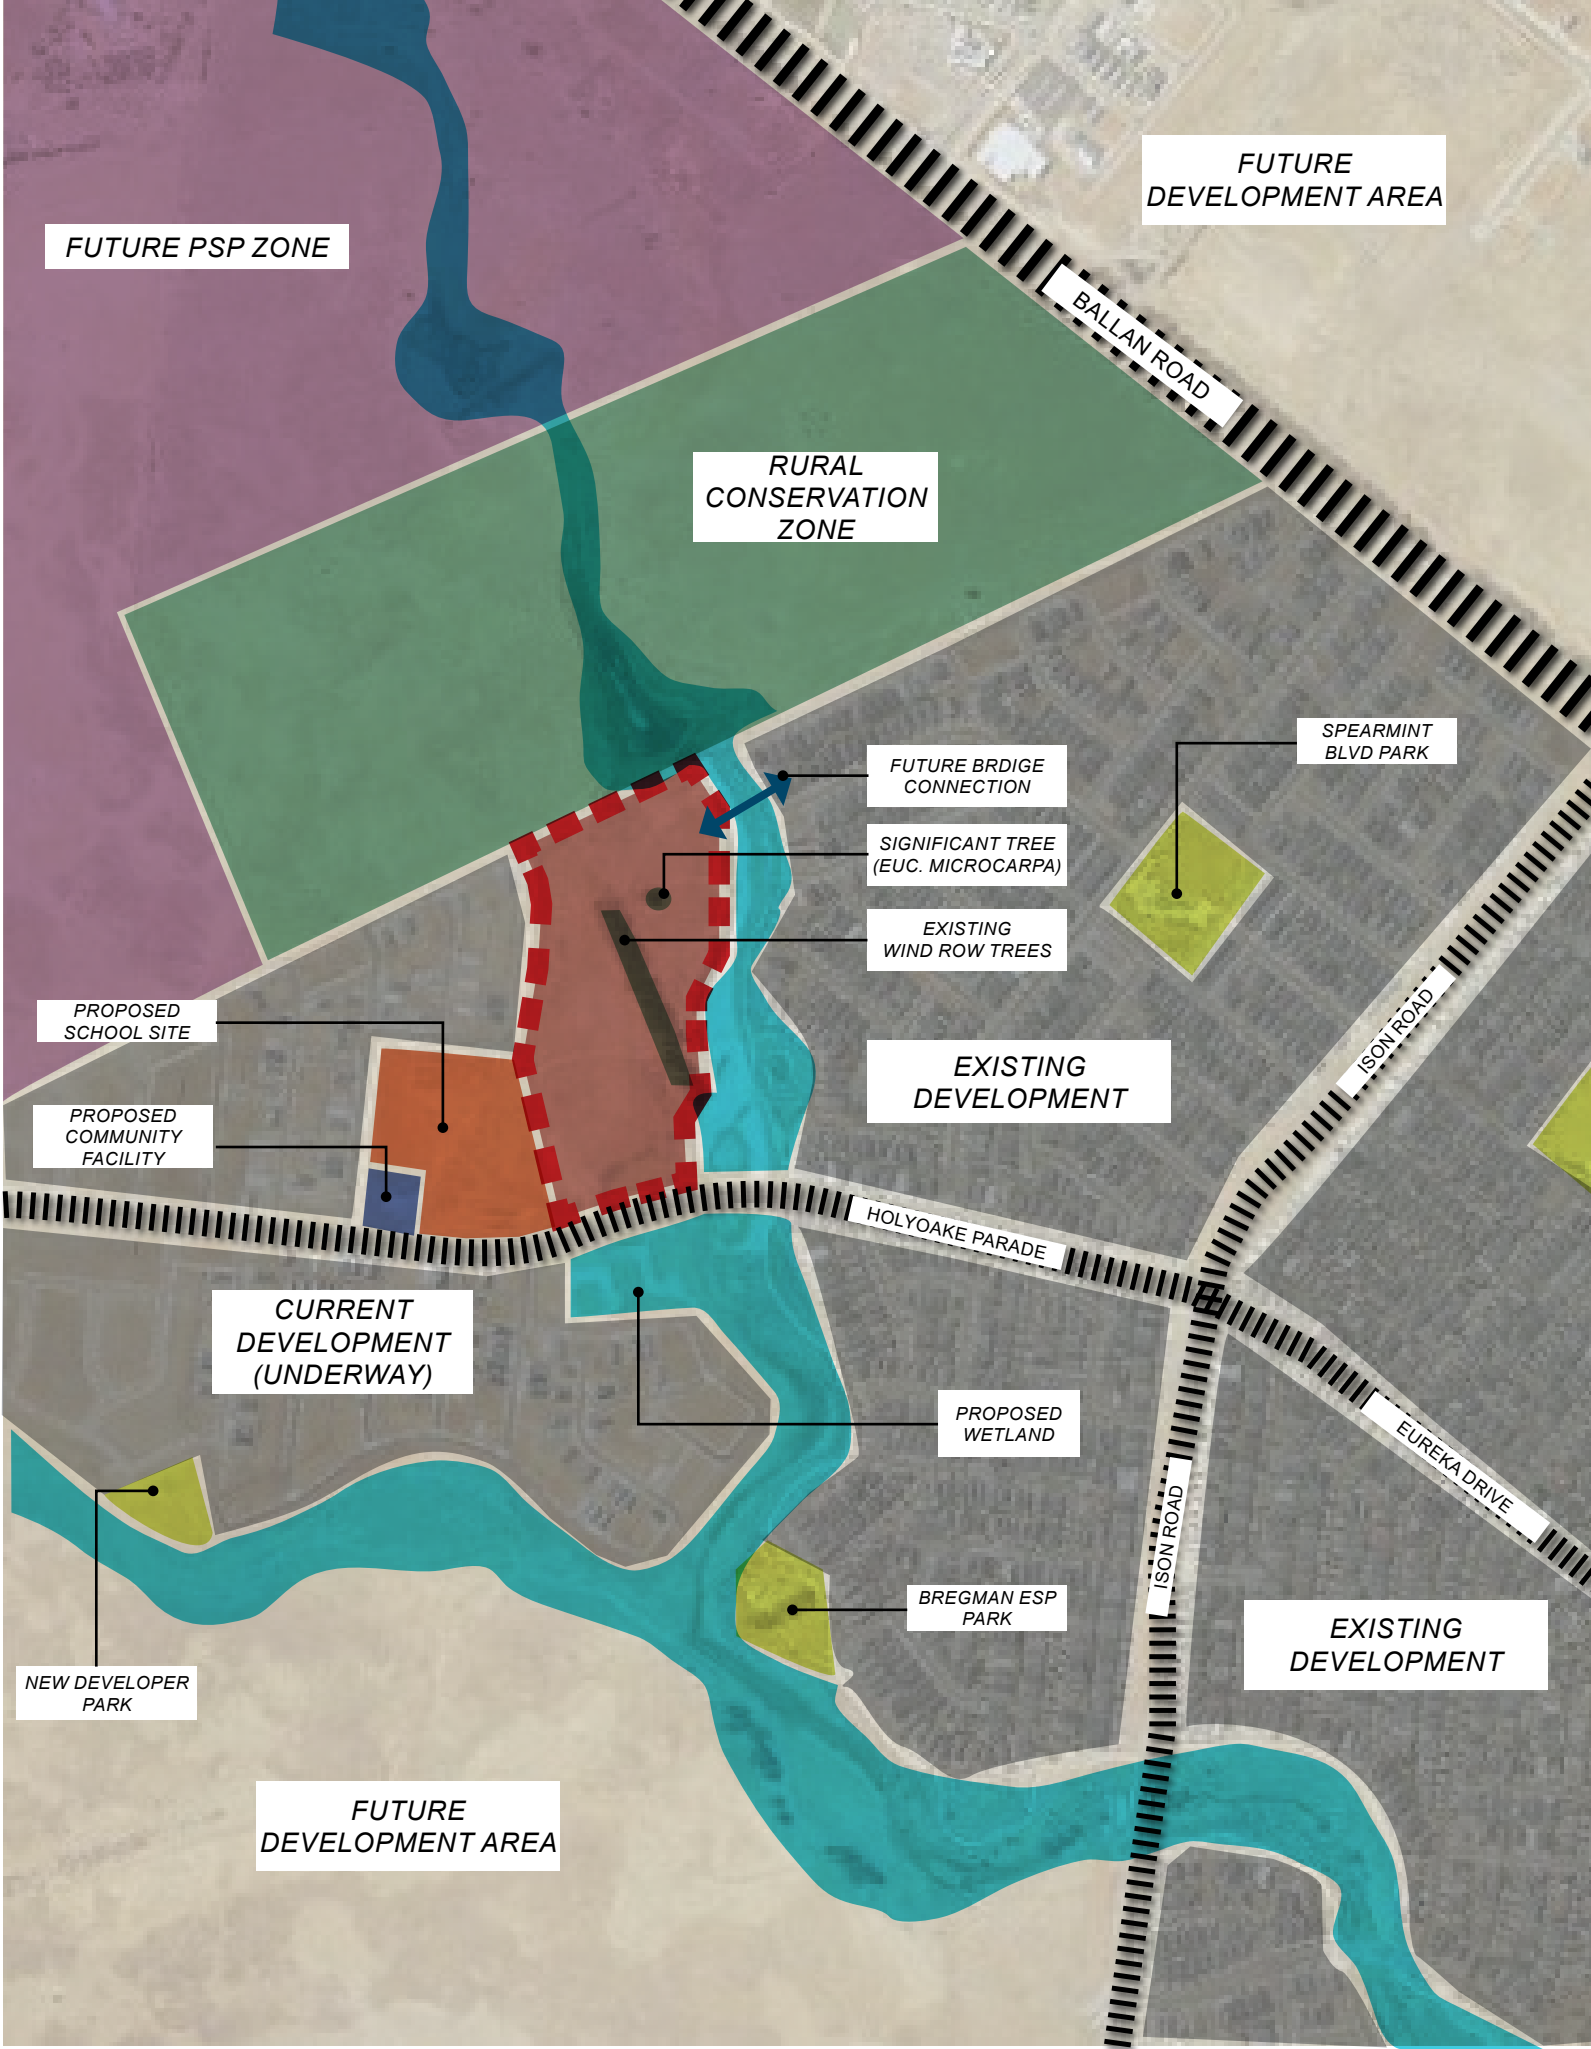 FUTURE
DEVELOPMENT AREA
FUTURE PSP ZONE
BALLAN ROAD
RURAL
CONSERVATION
ZONE
SPEARMINT
BLVD PARK
FUTURE BRDIGE
CONNECTION
SIGNIFICANT TREE
(EUC. MICROCARPA)
EXISTING
WIND ROW TREES
PROPOSED
SCHOOL SITE
ISON ROAD
EXISTING
DEVELOPMENT
PROPOSED
COMMUNITY
FACILITY
HOLYOAKE PARADE
CURRENT
DEVELOPMENT
(UNDERWAY)
PROPOSED
WETLAND
EUREKA DRIVE
ISON ROAD
BREGMAN ESP
PARK
EXISTING
DEVELOPMENT
NEW DEVELOPER
PARK
FUTURE
DEVELOPMENT AREA